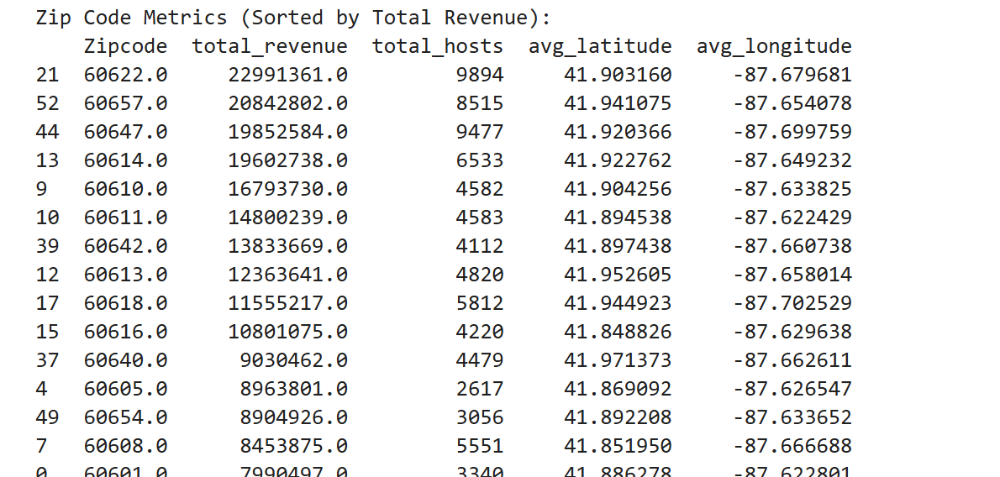 Zip Code Metrics (Sorted by Total Revenue):
Zipcode total_revenue total_hosts avg_latitude avg_longitude
21 60622.0 22991361.0 9894 41.903160 -87.679681
52 60657.0 20842802.0 8515 41.941075 -87.654078
44 60647.0 19852584.0 9477 41.920366 -87.699759
13 60614.0 19602738.0 6533 41.922762 -87.649232
9 60610.0 16793730.0 4582 41.904256 -87.633825
10 60611.0 14800239.0 4583 41.894538 -87.622429
39 60642.0 13833669.0 4112 41.897438 -87.660738
12 60613.0 12363641.0 4820 41.952605 -87.658014
17 60618.0 11555217.0 5812 41.944923 -87.702529
15 60616.0 10801075.0 4220 41.848826 -87.629638
37 60640.0 9030462.0 4479 41.971373 -87.662611
4 60605.0 8963801.0 2617 41.869092 -87.626547
49 60654.0 8904926.0 3056 41.892208 -87.633652
7 60608.0 8453875.0 5551 41.851950 -87.666688
0 60601.0 7990497.0 3340 41.886278 -87.622801